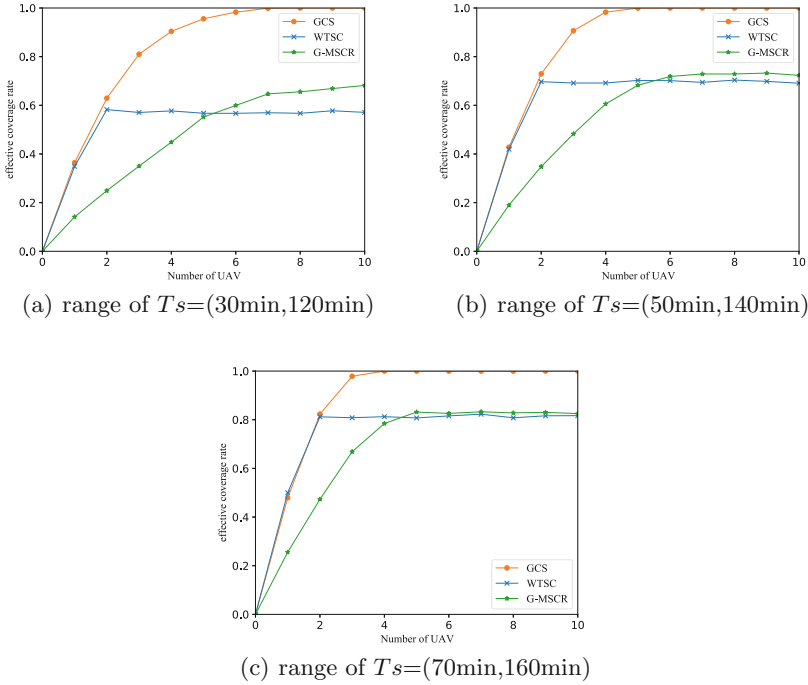 1.0
0.8
0.6
0.4
0.2
0.0
effective coverage rate
0 2 4 6 8 10
Number of UAV
GCS
WTSC
G-MSCR
(a) range of Ts=(30min,120min)
1.0
0.8
0.6
0.4
0.2
0.0
effective coverage rate
0 2 4 6 8 10
Number of UAV
GCS
WTSC
G-MSCR
(b) range of Ts=(50min,140min)
1.0
0.8
0.6
0.4
0.2
0.0
effective coverage rate
0 2 4 6 8 10
Number of UAV
GCS
WTSC
G-MSCR
(c) range of Ts=(70min,160min)